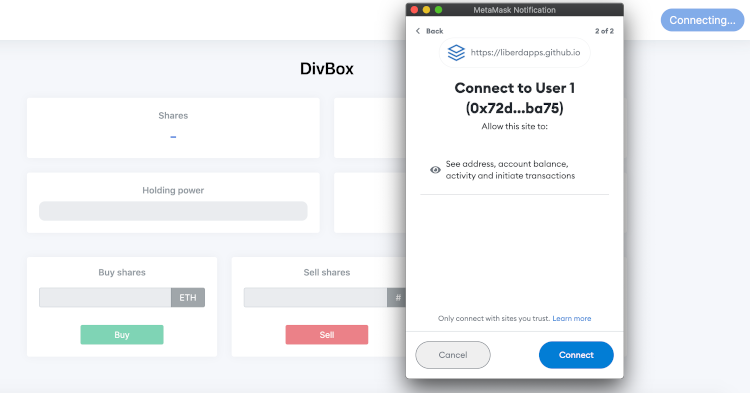 MetaMask Notification
Connecting...
Back
2 of 2
https://liberdapps.github.io
DivBox
Connect to User 1
(0x72d...ba75)
Allow this site to:
See address, account balance,
activity and initiate transactions
Shares
–
Holding power
Buy shares
ETH
Buy
Sell shares
#
Sell
Only connect with sites you trust. Learn more
Cancel
Connect